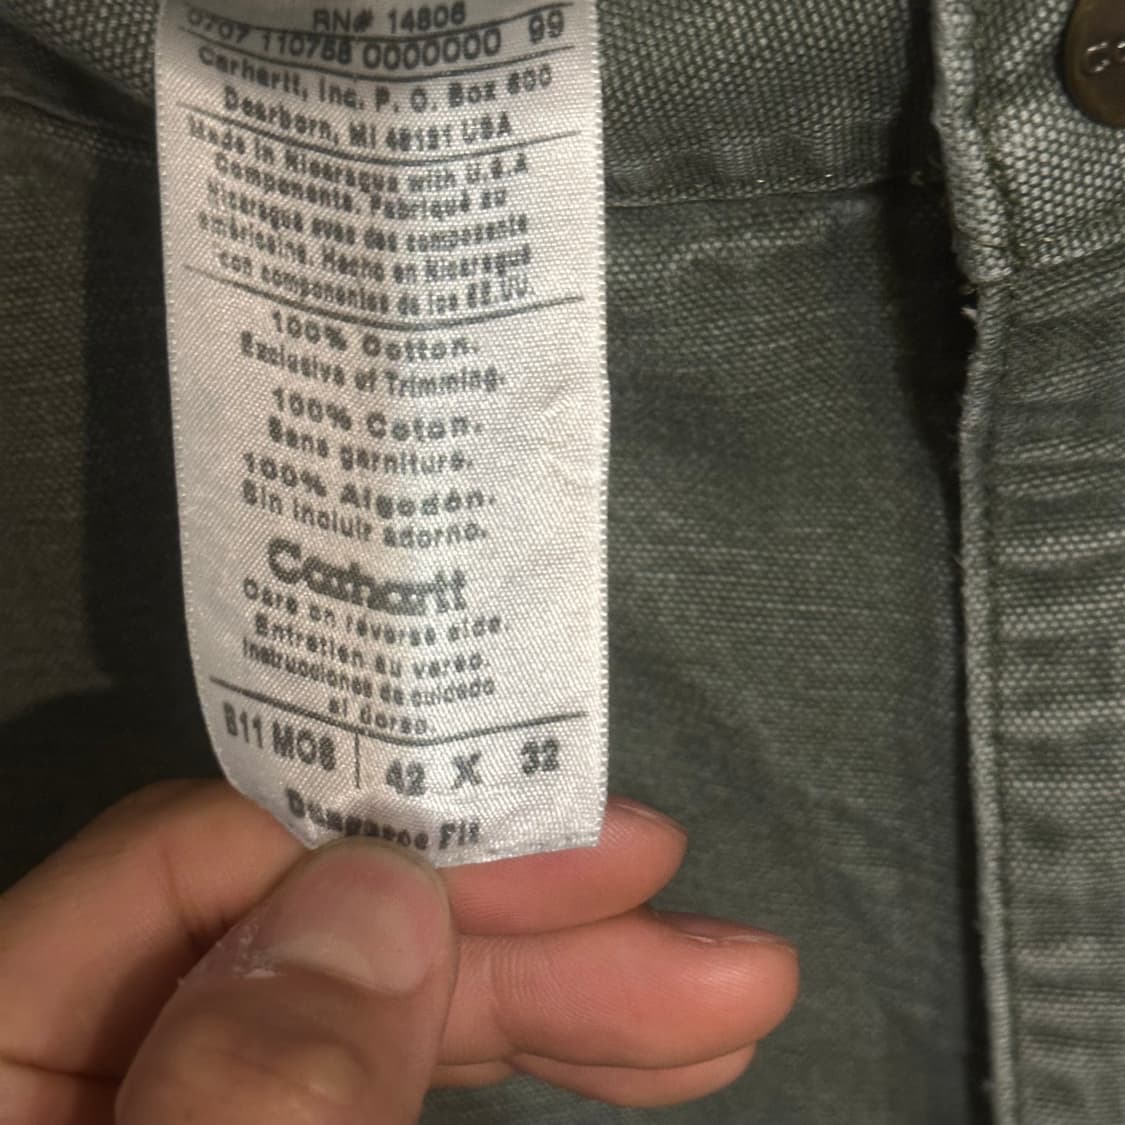 RN# 14806
0707 110788 0000000 99
Carhartt, Inc. P. O. Box 600
Dearborn, MI 48121 USA
Made in Nicaragua with U.S.A
Components. Fabriqué au
Nicaragua avec des composants
américains. Hecho en Nicaragua
con componentes de los EE.UU.
100% Cotton.
Exclusive of Trimming.
100% Coton.
Sans garniture.
100% Algodón.
Sin incluir adorno.
Carhartt
Care on reverse side.
Entretien au verso.
Instrucciones de cuidado
al dorso.
B11 MOS | 42 X 32
Dungaree Fit